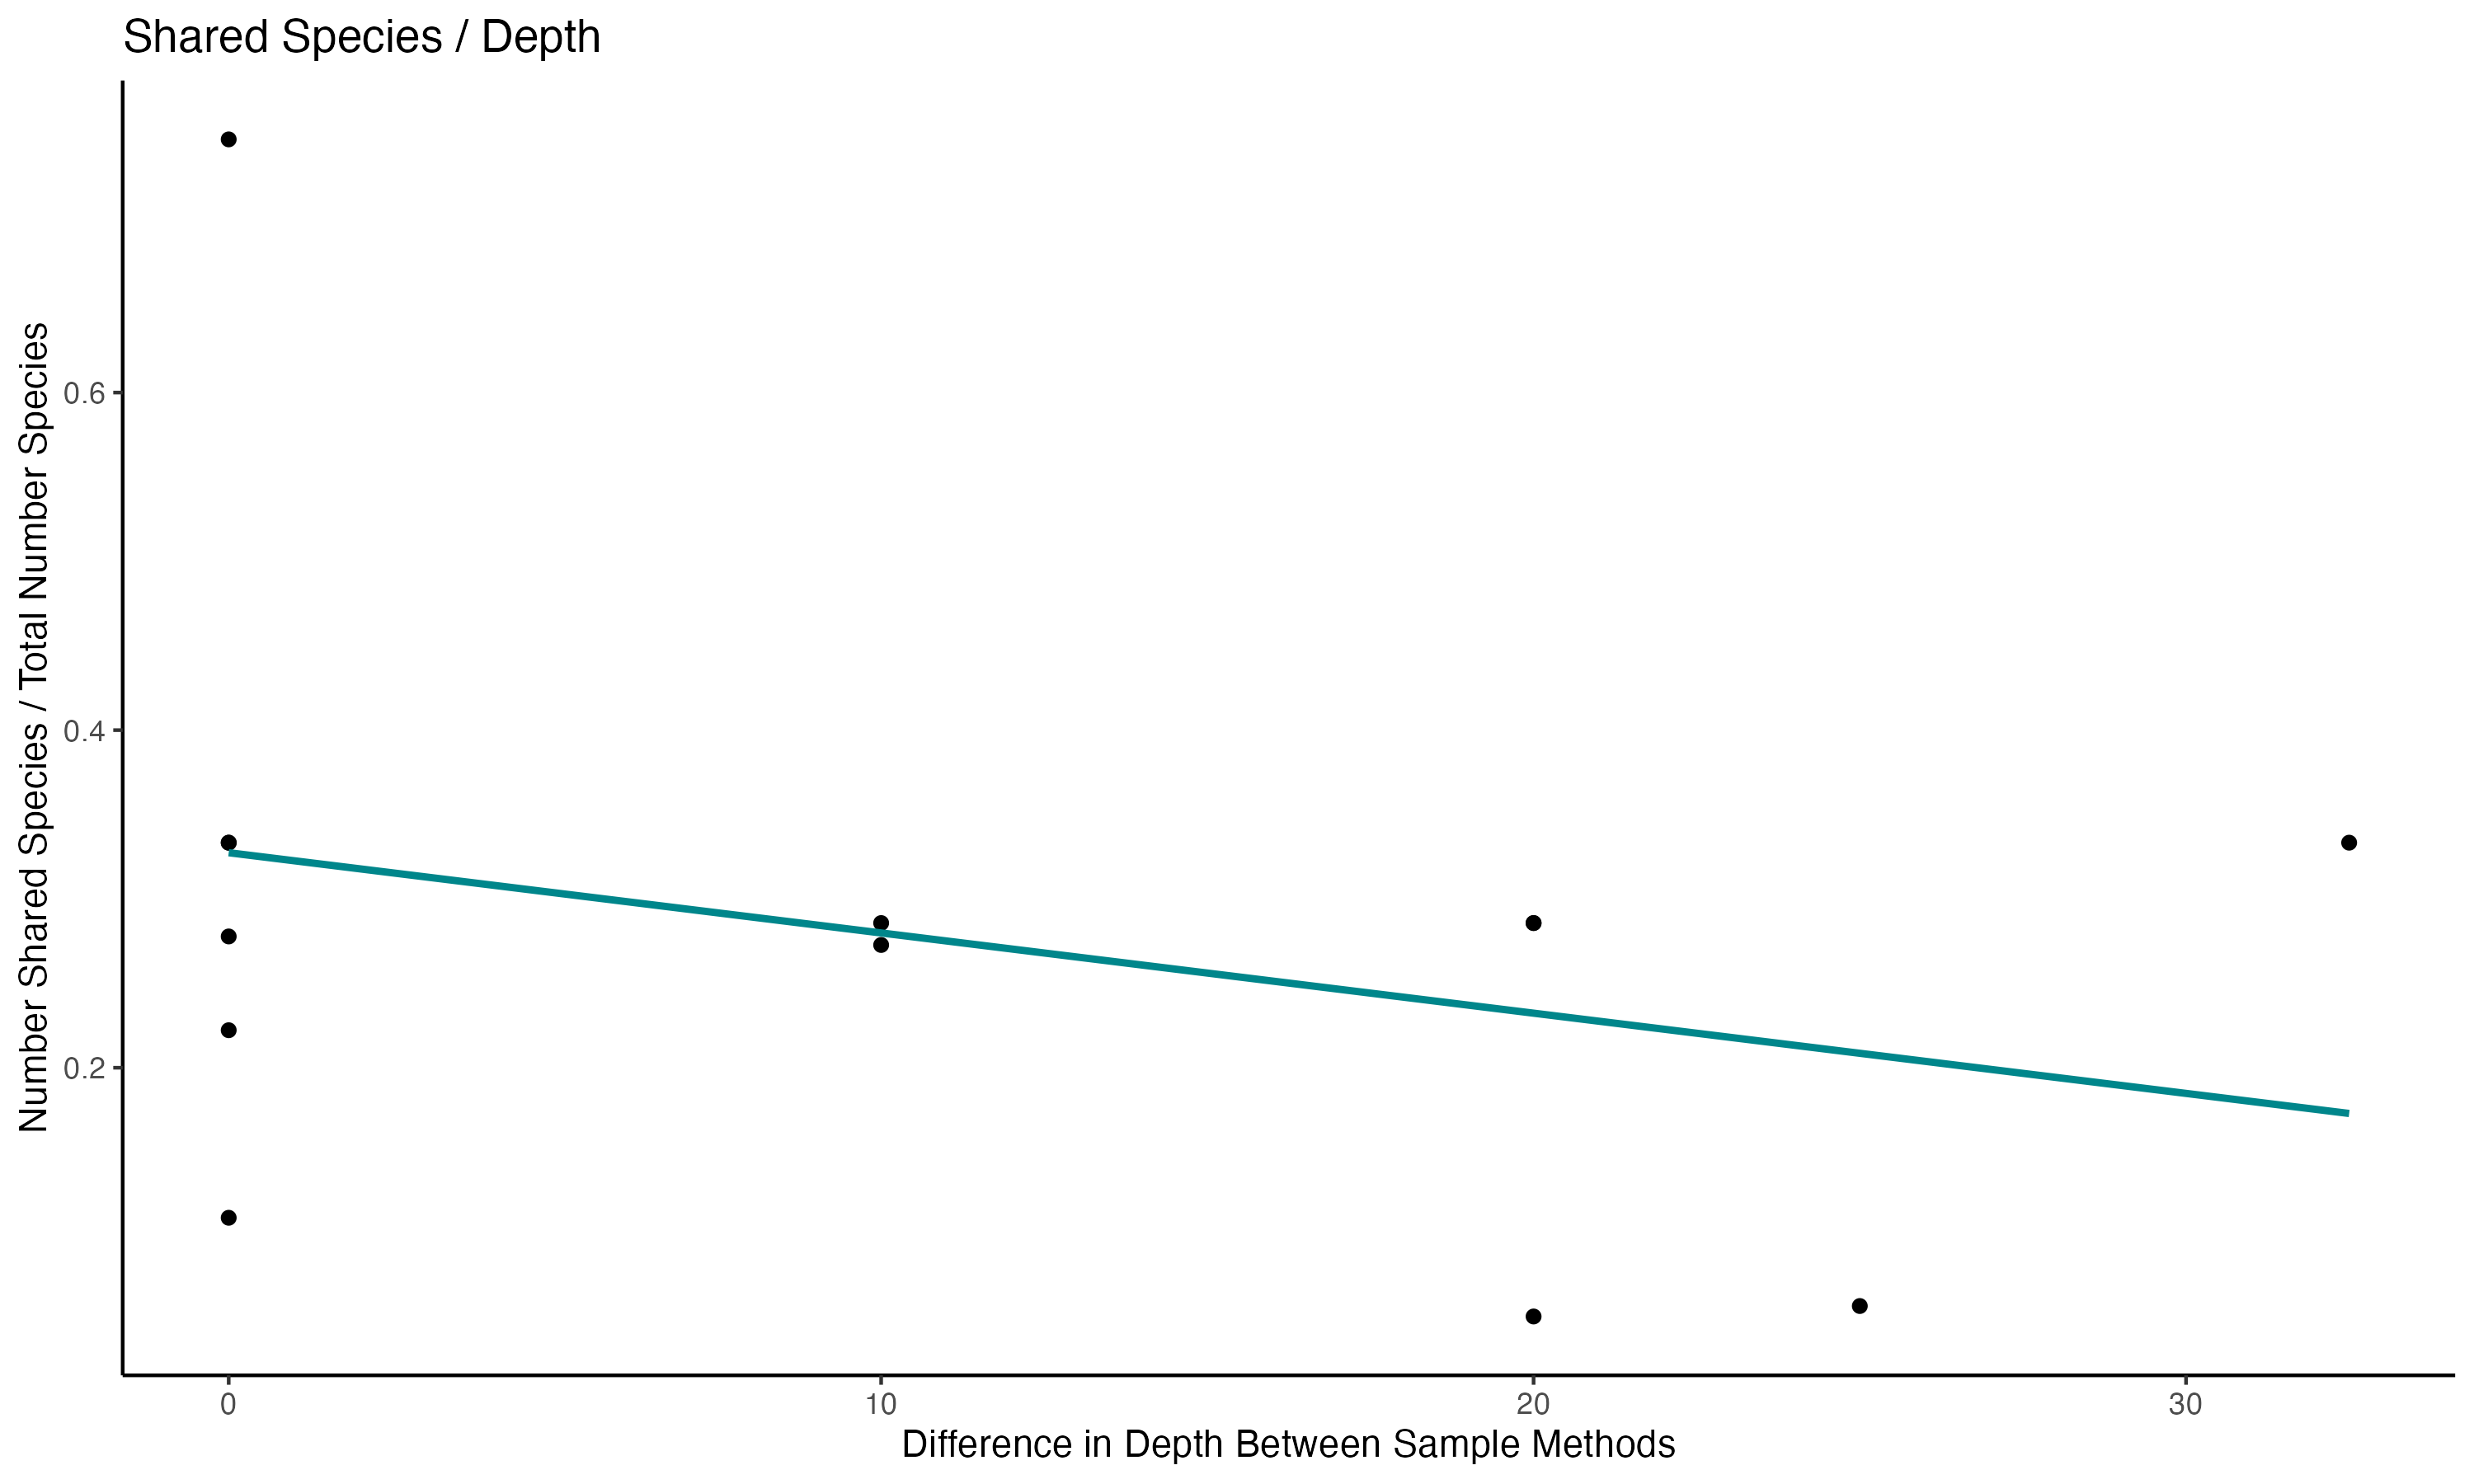 Shared Species / Depth
Number Shared Species / Total Number Species
0.6
0.4
0.2
0
10
20
30
Difference in Depth Between Sample Methods